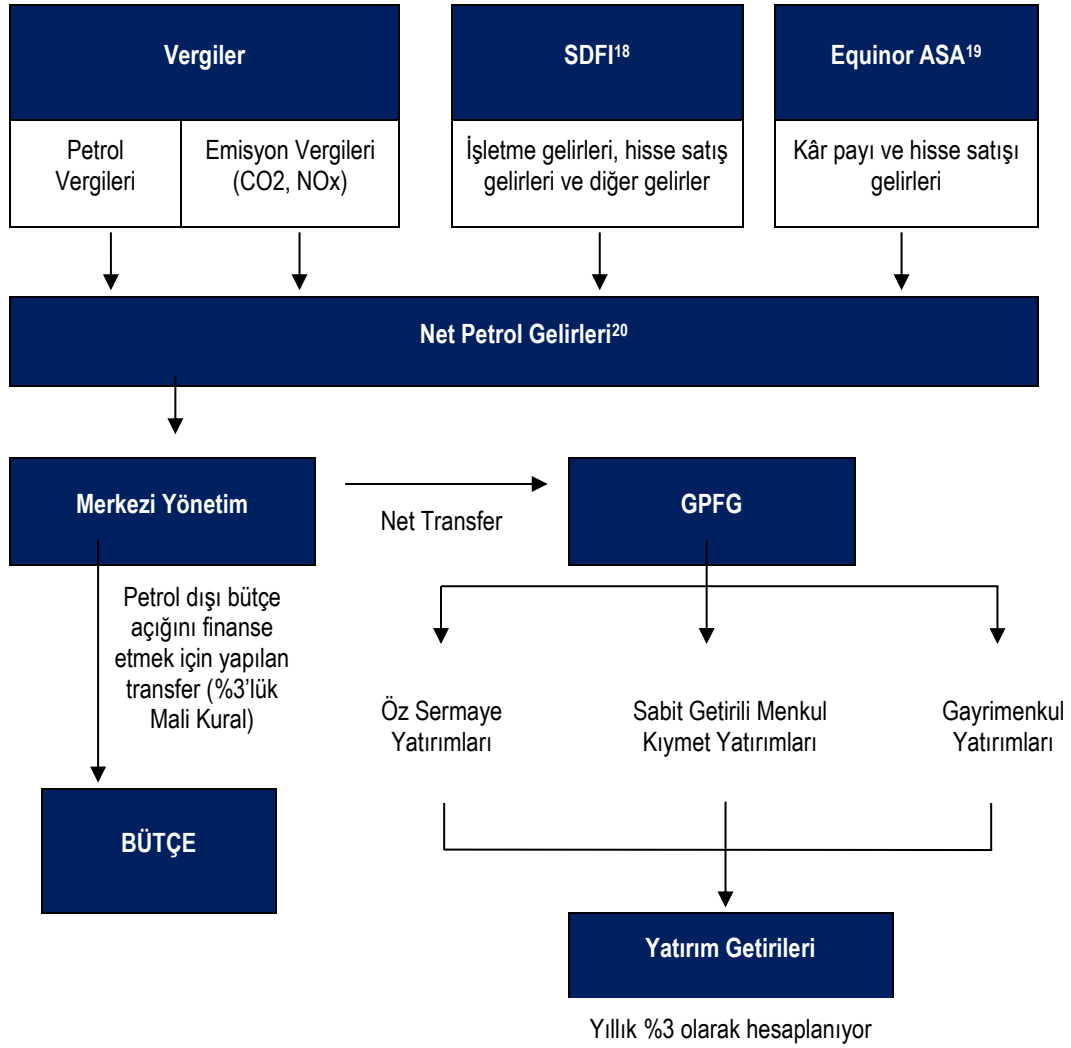 Vergiler
SDFI18
Equinor ASA19
Petrol
Vergileri
Emisyon Vergileri
(CO2, NOx)
İşletme gelirleri, hisse satış
gelirleri ve diğer gelirler
Kâr payı ve hisse satışı
gelirleri
Net Petrol Gelirleri20
Merkezi Yönetim
Net Transfer
GPFG
Petrol dışı bütçe
açığını finanse
etmek için yapılan
transfer (%3’lük
Mali Kural)
Öz Sermaye
Yatırımları
Sabit Getirili Menkul
Kıymet Yatırımları
Gayrimenkul
Yatırımları
BÜTÇE
Yatırım Getirileri
Yıllık %3 olarak hesaplanıyor